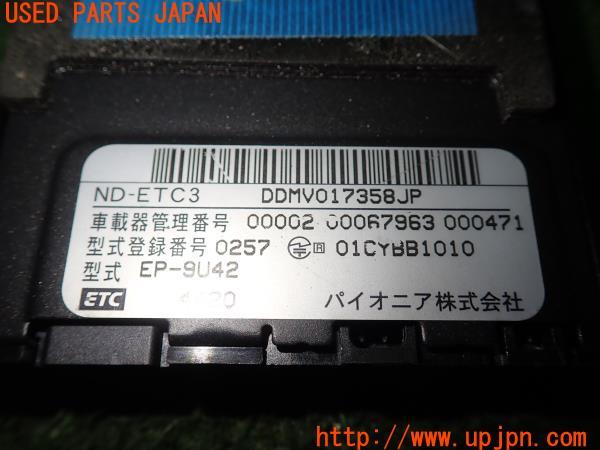 USED PARTS JAPAN
ND-ETC3 DDMV017358JP
車載器管理番号 00002 00067963 000471
型式登録番号 0257 R 01CYBB1010
型式 EP-9U42
ETC
パイオニア株式会社
http://www.upjpn.com/